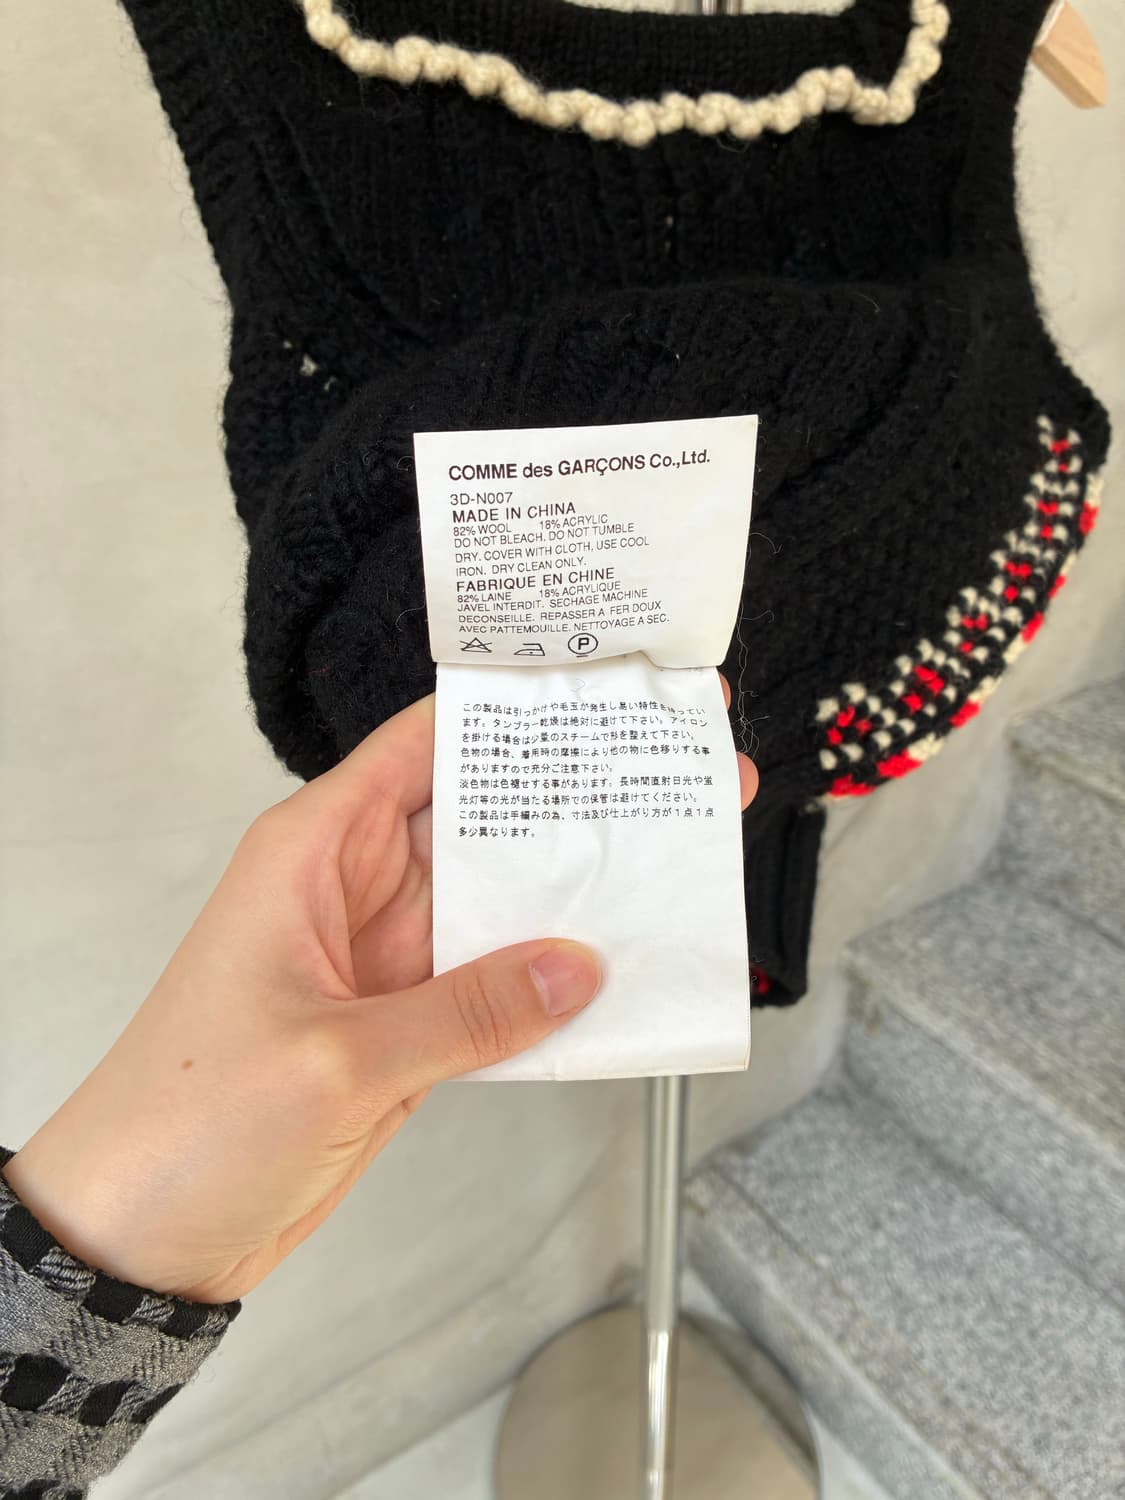 COMME des GARÇONS Co.,Ltd.
3D-N007
MADE IN CHINA
82% WOOL 18% ACRYLIC
DO NOT BLEACH. DO NOT TUMBLE
DRY. COVER WITH CLOTH, USE COOL
IRON. DRY CLEAN ONLY.
FABRIQUE EN CHINE
82% LAINE 18% ACRYLIQUE
JAVEL INTERDIT. SECHAGE MACHINE
DECONSEILLE. REPASSER A FER DOUX
AVEC PATTEMOUILLE. NETTOYAGE A SEC.
P
この製品は引っかけや毛玉が発生し易い特性を持ってい
ます。タンブラー乾燥は絶対に避けて下さい。アイロン
を掛ける場合は少量のスチームで形を整えて下さい。
色物の場合、着用時の摩擦により他の物に色移りする事
がありますので充分ご注意下さい。
淡色物は色褪せする事があります。長時間直射日光や蛍
光灯等の光が当たる場所での保管は避けてください。
この製品は手編みの為、寸法及び仕上がり方が1点1点
多少異なります。